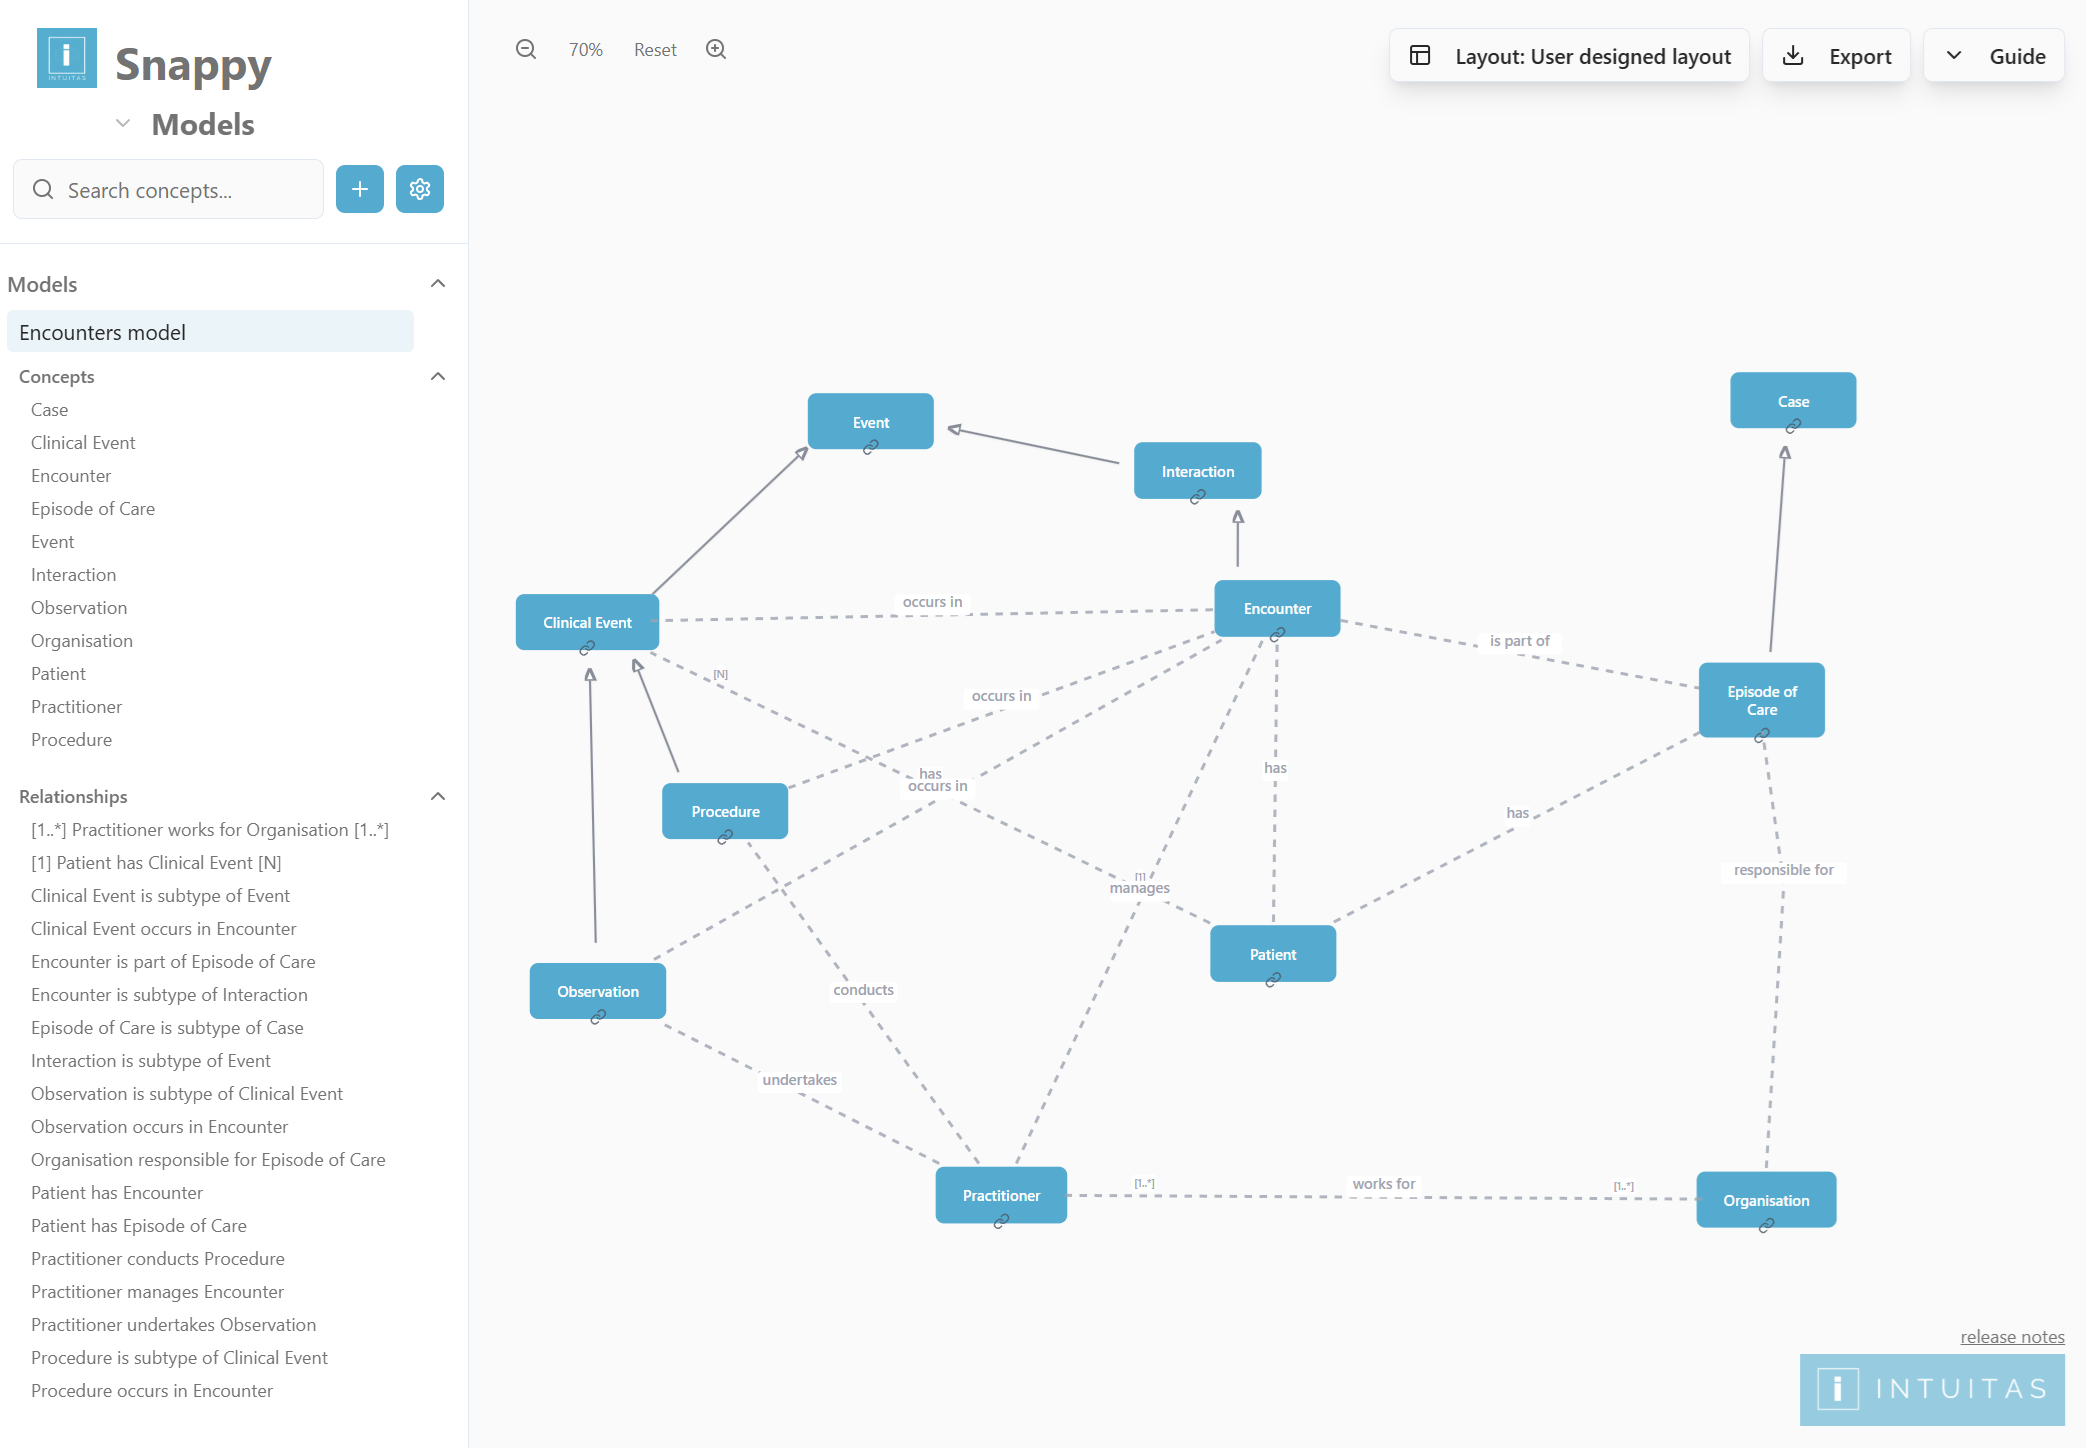 INTUITAS
Snappy
Models
Search concepts...
Models
Encounters model
Concepts
Case
Clinical Event
Encounter
Episode of Care
Event
Interaction
Observation
Organisation
Patient
Practitioner
Procedure
Relationships
[1..*] Practitioner works for Organisation [1..*]
[1] Patient has Clinical Event [N]
Clinical Event is subtype of Event
Clinical Event occurs in Encounter
Encounter is part of Episode of Care
Encounter is subtype of Interaction
Episode of Care is subtype of Case
Interaction is subtype of Event
Observation is subtype of Clinical Event
Observation occurs in Encounter
Organisation responsible for Episode of Care
Patient has Encounter
Patient has Episode of Care
Practitioner conducts Procedure
Practitioner manages Encounter
Practitioner undertakes Observation
Procedure is subtype of Clinical Event
Procedure occurs in Encounter
70%
Reset
Layout: User designed layout
Export
Guide
Case
Event
Interaction
occurs in
Encounter
Clinical Event
is part of
[N]
Episode of
Care
occurs in
has
has
occurs in
Procedure
has
responsible for
[1]
manages
Patient
Observation
conducts
undertakes
[1..*]
works for
[1..*]
Practitioner
Organisation
release notes
INTUITAS